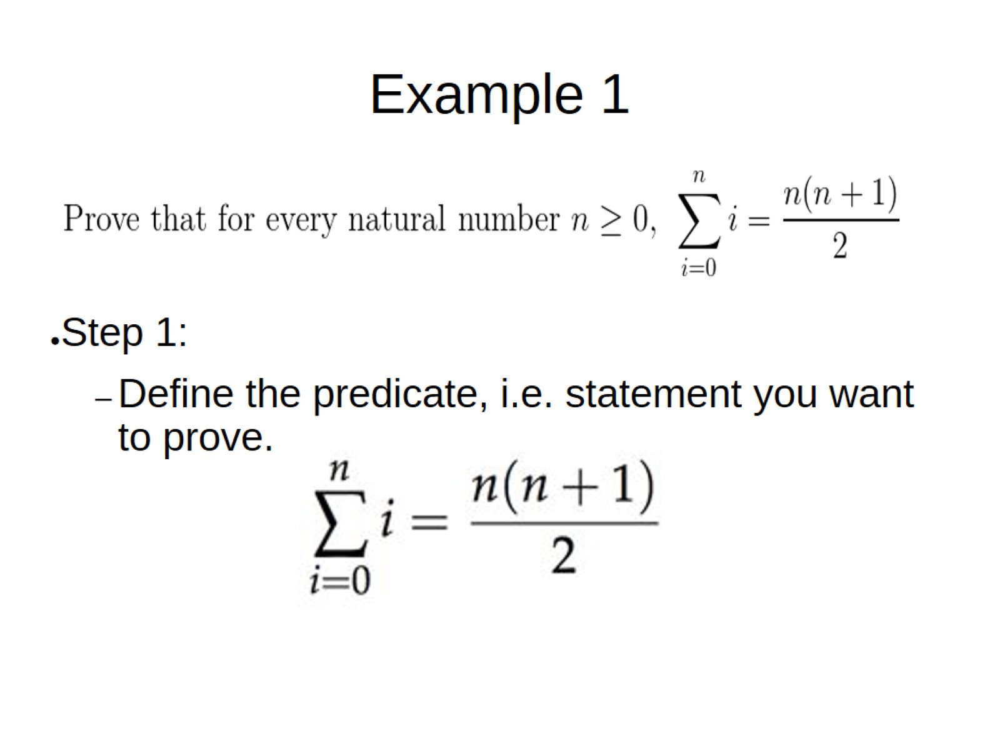 Example 1
Prove that for every natural number $n \geq 0$, $\sum_{i=0}^{n} i = \frac{n(n+1)}{2}$
•Step 1:
–Define the predicate, i.e. statement you want
to prove.
$\sum_{i=0}^{n} i = \frac{n(n+1)}{2}$